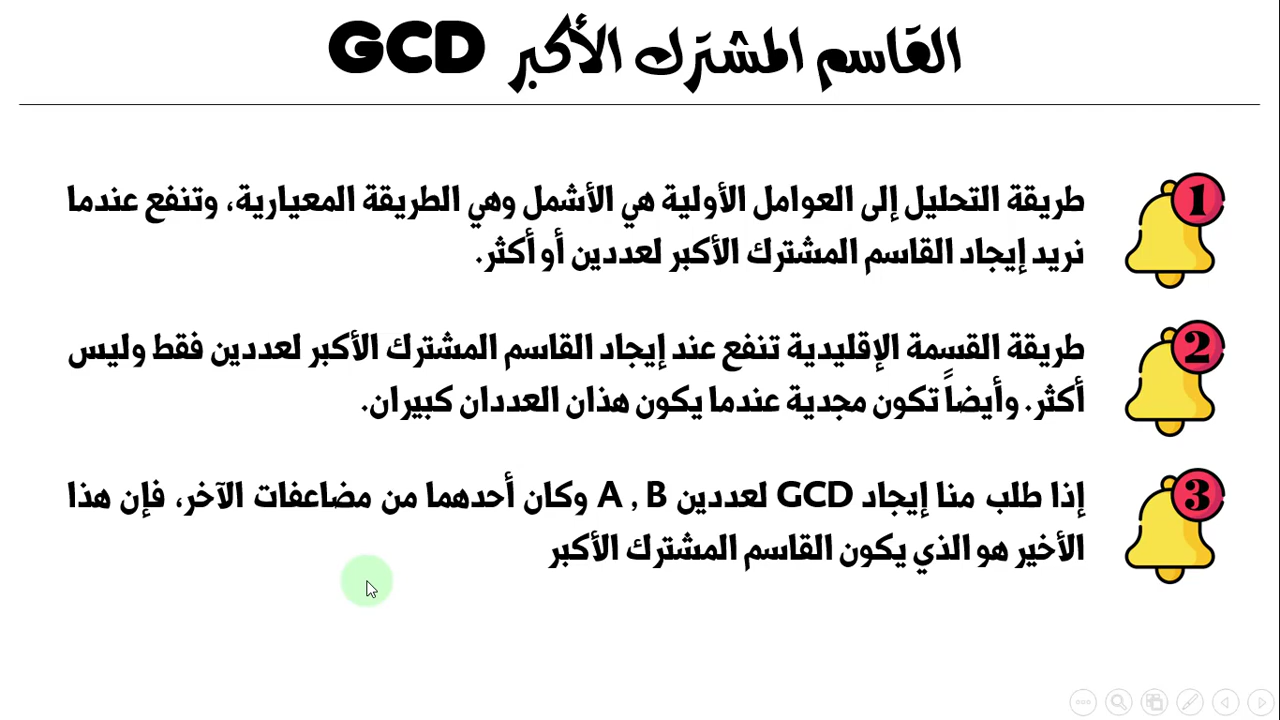 القاسم المشترك الأكبر GCD
1
طريقة التحليل إلى العوامل الأولية هي الأشمل وهي الطريقة المعيارية، وتنفع عندما
نريد إيجاد القاسم المشترك الأكبر لعددين أو أكثر.
2
طريقة القسمة الإقليدية تنفع عند إيجاد القاسم المشترك الأكبر لعددين فقط وليس
أكثر. وأيضاً تكون مجدية عندما يكون هذان العددان كبيران.
3
إذا طلب منا إيجاد GCD لعددين A , B وكان أحدهما من مضاعفات الآخر، فإن هذا
الأخير هو الذي يكون القاسم المشترك الأكبر